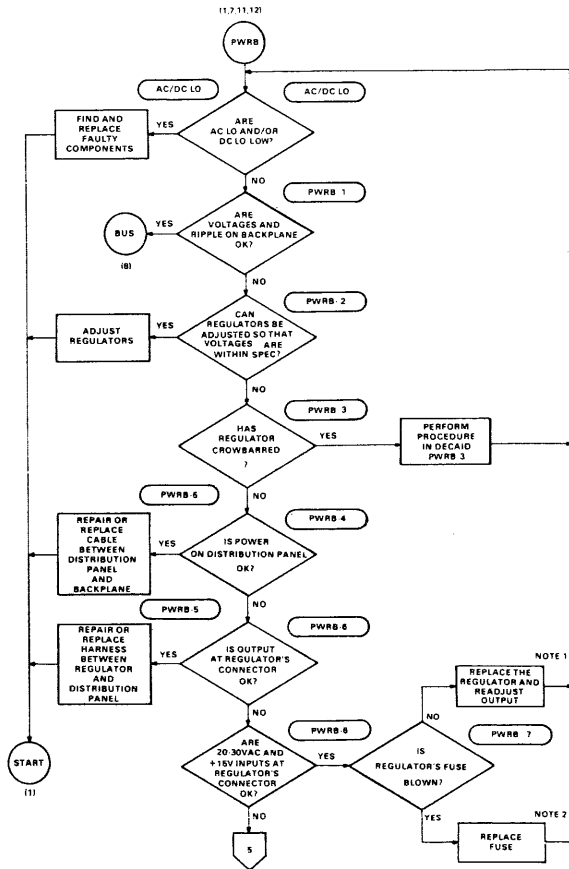 (1,7,11,12)
PWRB
AC/DC LO
AC/DC LO
FIND AND
REPLACE
FAULTY
COMPONENTS
YES
ARE
AC LO AND/OR
DC LO LOW?
NO
PWRB 1
BUS
(8)
YES
ARE
VOLTAGES AND
RIPPLE ON BACKPLANE
OK?
NO
PWRB-2
ADJUST
REGULATORS
YES
CAN
REGULATORS BE
ADJUSTED SO THAT
VOLTAGES ARE
WITHIN SPEC?
NO
PWRB 3
HAS
REGULATOR
CROWBARRED
?
YES
PERFORM
PROCEDURE
IN DECAID
PWRB 3
NO
PWRB-6
PWRB-4
REPAIR OR
REPLACE
CABLE
BETWEEN
DISTRIBUTION
PANEL
AND
BACKPLANE
YES
IS POWER
ON DISTRIBUTION PANEL
OK?
NO
PWRB-5
PWRB-6
REPAIR OR
REPLACE
HARNESS
BETWEEN
REGULATOR
AND
DISTRIBUTION
PANEL
YES
IS OUTPUT
AT REGULATOR'S
CONNECTOR
OK?
NO
NOTE 1
REPLACE THE
REGULATOR AND
READJUST
OUTPUT
NO
PWRB-6
PWRB 7
START
(1)
ARE
20-30VAC AND
+15V INPUTS AT
REGULATOR'S
CONNECTOR
OK?
YES
IS
REGULATOR'S FUSE
BLOWN?
NO
YES
NOTE 2
REPLACE
FUSE
5